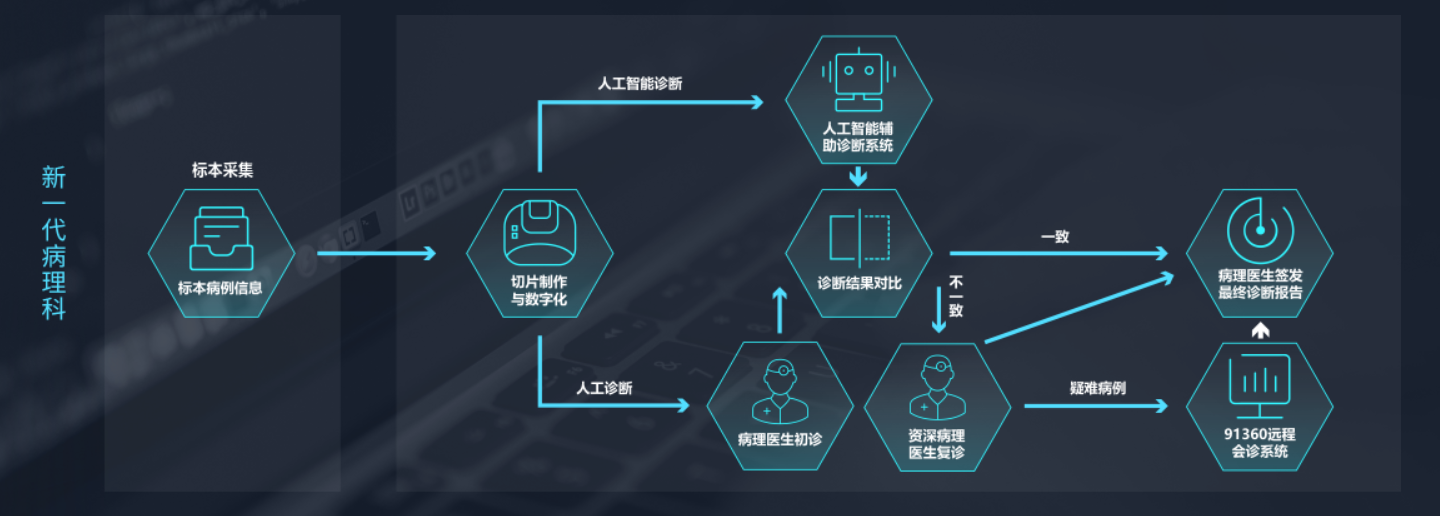 新一代病理科
标本采集
标本病例信息
切片制作
与数字化
人工智能诊断
人工智能辅
助诊断系统
诊断结果对比
人工诊断
病理医生初诊
一致
不一致
资深病理
医生复诊
疑难病例
病理医生签发
最终诊断报告
91360远程
会诊系统